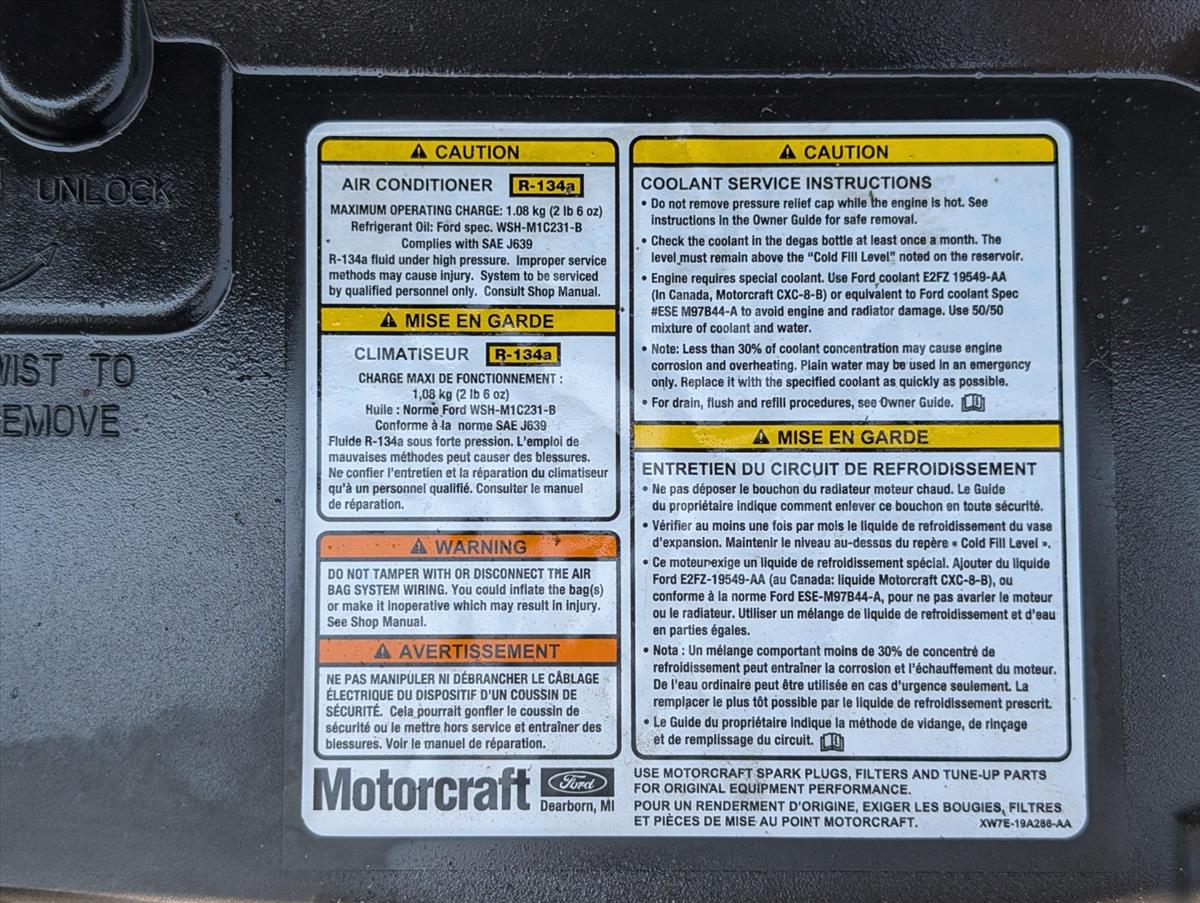 UNLOCK
TO
REMOVE
CAUTION
AIR CONDITIONER R-134a
MAXIMUM OPERATING CHARGE: 1.08 kg (2 lb 6 oz)
Refrigerant Oil: Ford spec. WSH-M1C231-B
Complies with SAE J639
R-134a fluid under high pressure. Improper service
methods may cause injury. System to be serviced
by qualified personnel only. Consult Shop Manual.
MISE EN GARDE
CLIMATISEUR R-134a
CHARGE MAXI DE FONCTIONNEMENT :
1,08 kg (2 lb 6 oz)
Huile : Norme Ford WSH-M1C231-B
Conforme à la norme SAE J639
Fluide R-134a sous forte pression. L'emploi de
mauvaises méthodes peut causer des blessures.
Ne confier l'entretien et la réparation du climatiseur
qu'à un personnel qualifié. Consulter le manuel
de réparation.
WARNING
DO NOT TAMPER WITH OR DISCONNECT THE AIR
BAG SYSTEM WIRING. You could inflate the bag(s)
or make it inoperative which may result in injury.
See Shop Manual.
AVERTISSEMENT
NE PAS MANIPULER NI DÉBRANCHER LE CÂBLAGE
ÉLECTRIQUE DU DISPOSITIF D'UN COUSSIN DE
SÉCURITÉ. Cela pourrait gonfler le coussin de
sécurité ou le mettre hors service et entraîner des
blessures. Voir le manuel de réparation.
CAUTION
COOLANT SERVICE INSTRUCTIONS
• Do not remove pressure relief cap while the engine is hot. See
instructions in the Owner Guide for safe removal.
• Check the coolant in the degas bottle at least once a month. The
level must remain above the "Cold Fill Level" noted on the reservoir.
• Engine requires special coolant. Use Ford coolant E2FZ 19549-AA
(In Canada, Motorcraft CXC-8-B) or equivalent to Ford coolant Spec
#ESE M97B44-A to avoid engine and radiator damage. Use 50/50
mixture of coolant and water.
• Note: Less than 30% of coolant concentration may cause engine
corrosion and overheating. Plain water may be used in an emergency
only. Replace it with the specified coolant as quickly as possible.
• For drain, flush and refill procedures, see Owner Guide.
MISE EN GARDE
ENTRETIEN DU CIRCUIT DE REFROIDISSEMENT
• Ne pas déposer le bouchon du radiateur moteur chaud. Le Guide
du propriétaire indique comment enlever ce bouchon en toute sécurité.
• Vérifier au moins une fois par mois le liquide de refroidissement du vase
d'expansion. Maintenir le niveau au-dessus du repère « Cold Fill Level ».
• Ce moteur exige un liquide de refroidissement spécial. Ajouter du liquide
Ford E2FZ-19549-AA (au Canada: liquide Motorcraft CXC-8-B), ou
conforme à la norme Ford ESE-M97B44-A, pour ne pas avarier le moteur
ou le radiateur. Utiliser un mélange de liquide de refroidissement et d'eau
en parties égales.
• Nota : Un mélange comportant moins de 30% de concentré de
refroidissement peut entraîner la corrosion et l'échauffement du moteur.
De l'eau ordinaire peut être utilisée en cas d'urgence seulement. La
remplacer le plus tôt possible par le liquide de refroidissement prescrit.
• Le Guide du propriétaire indique la méthode de vidange, de rinçage
et de remplissage du circuit.
Motorcraft Ford
Dearborn, MI
USE MOTORCRAFT SPARK PLUGS, FILTERS AND TUNE-UP PARTS
FOR ORIGINAL EQUIPMENT PERFORMANCE.
POUR UN RENDERMENT D'ORIGINE, EXIGER LES BOUGIES, FILTRES
ET PIÈCES DE MISE AU POINT MOTORCRAFT. XW7E-19A286-AA